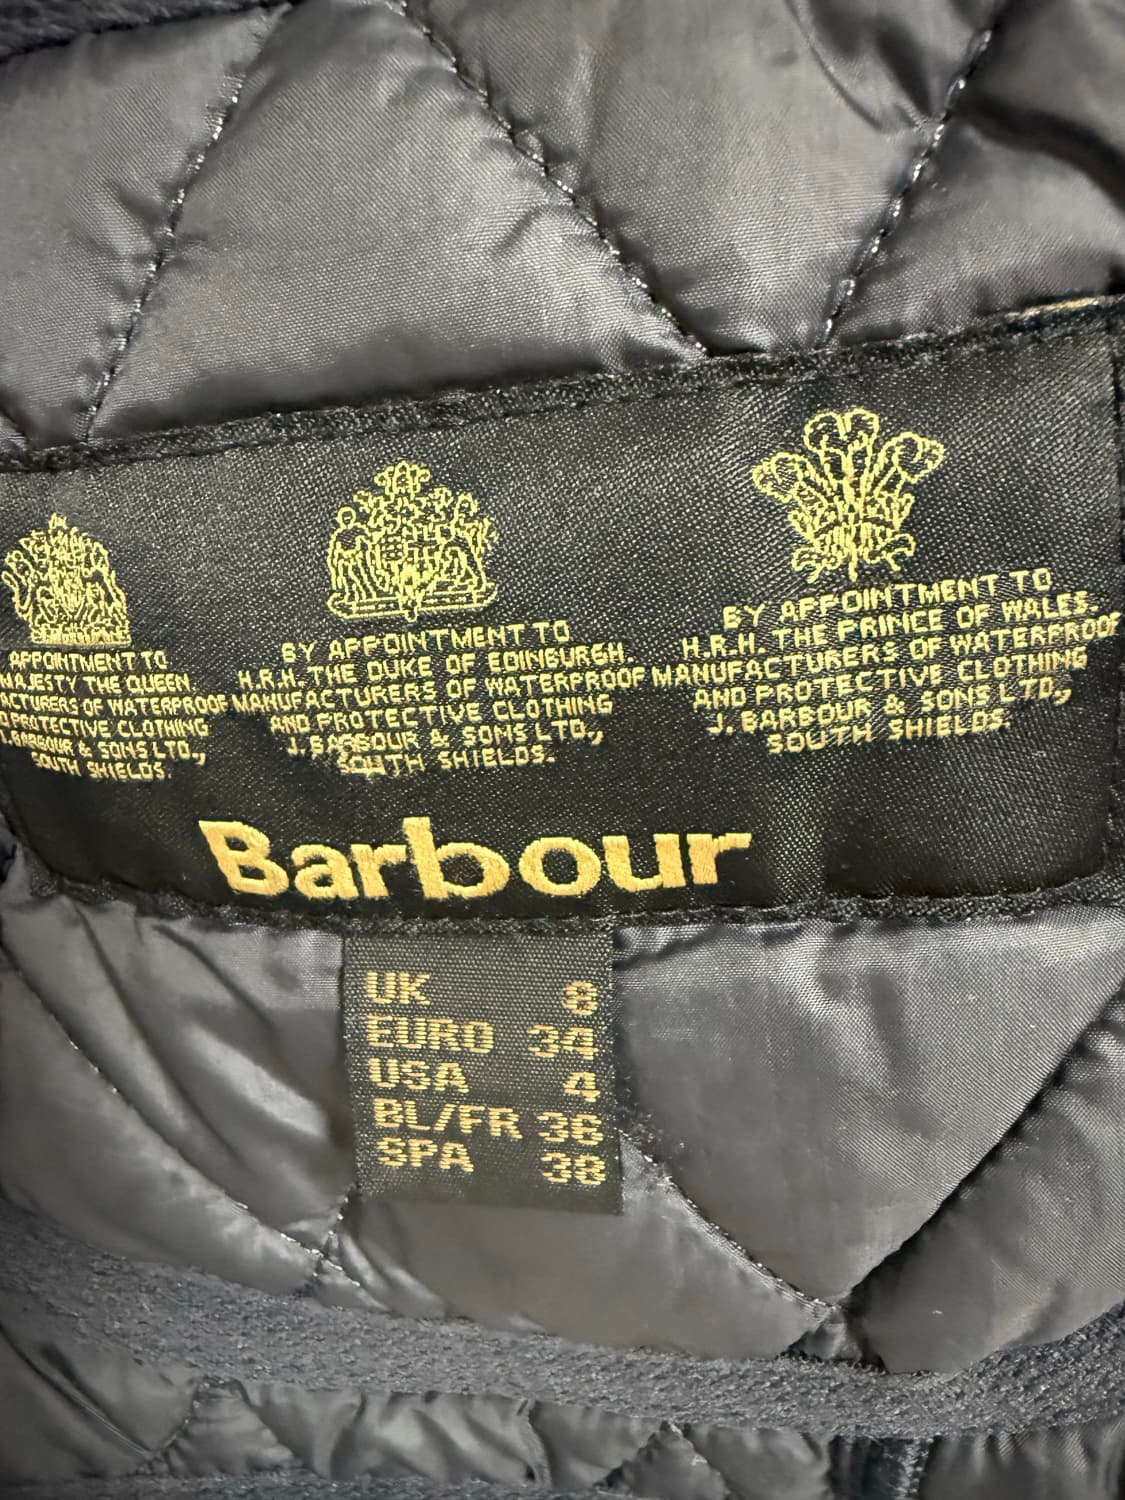 APPOINTMENT TO
MAJESTY THE QUEEN.
OF WATERPROOF
PROTECTIVE CLOTHING
BARBOUR & SONS LTD.,
SOUTH SHIELDS.
BY APPOINTMENT TO
H.R.H. THE DUKE OF EDINBURGH.
MANUFACTURERS OF WATERPROOF
AND PROTECTIVE CLOTHING
J. BARBOUR & SONS LTD.,
SOUTH SHIELDS.
BY APPOINTMENT TO
H.R.H. THE PRINCE OF WALES.
MANUFACTURERS OF WATERPROOF
AND PROTECTIVE CLOTHING
J. BARBOUR & SONS LTD.,
SOUTH SHIELDS.
Barbour
UK 8
EURO 34
USA 4
BL/FR 36
SPA 38